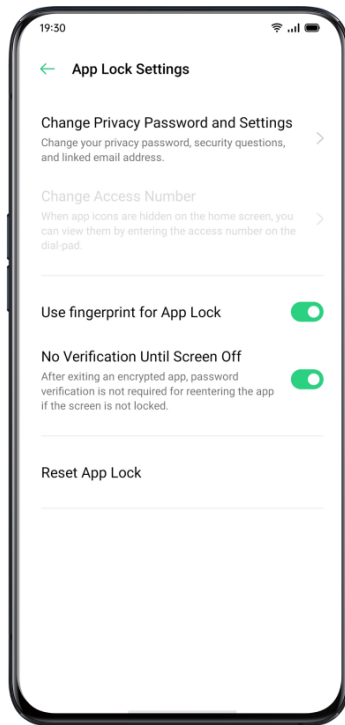 19:30
App Lock Settings
Change Privacy Password and Settings
Change your privacy password, security questions,
and linked email address.
Change Access Number
When app icons are hidden on the home screen, you
can view them by entering the access number on the
dial-pad.
Use fingerprint for App Lock
No Verification Until Screen Off
After exiting an encrypted app, password
verification is not required for reentering the app
if the screen is not locked.
Reset App Lock